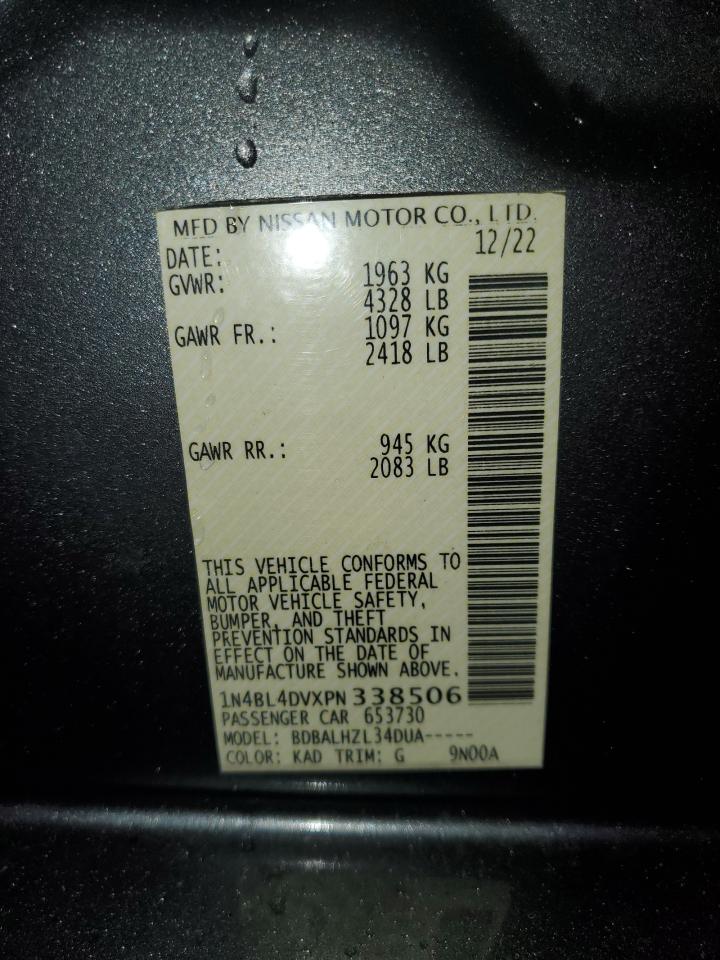 MFD BY NISSAN MOTOR CO., LTD.
DATE: 12/22
GVWR: 1963 KG
4328 LB
GAWR FR.: 1097 KG
2418 LB
GAWR RR.: 945 KG
2083 LB
THIS VEHICLE CONFORMS TO
ALL APPLICABLE FEDERAL
MOTOR VEHICLE SAFETY,
BUMPER, AND THEFT
PREVENTION STANDARDS IN
EFFECT ON THE DATE OF
MANUFACTURE SHOWN ABOVE.
1N4BL4DVXPN338506
PASSENGER CAR 653730
MODEL: BDBALHZL34DUA-----
COLOR: KAD TRIM: G 9N00A